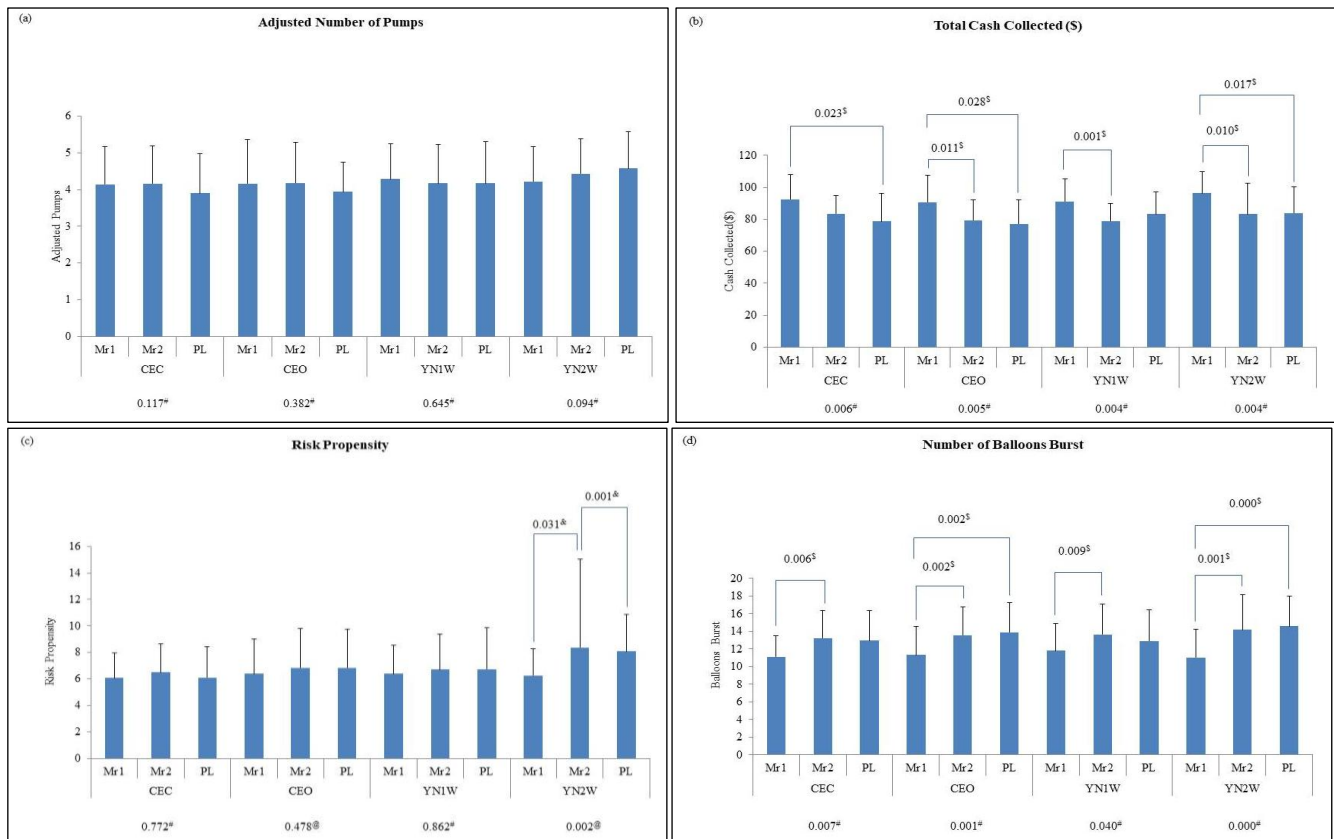 (a)
Adjusted Number of Pumps
0.023$
6
5
4
3
2
1
0
Adjusted Pumps
Mr1 Mr2 PL Mr1 Mr2 PL Mr1 Mr2 PL Mr1 Mr2 PL
CEC CEO YN1W YN2W
0.117# 0.382# 0.645# 0.094#
(b)
Total Cash Collected ($)
0.017$
0.028$
0.023$
0.001$
0.010$
0.011$
120
100
80
60
40
20
0
Cash Collected($)
Mr1 Mr2 PL Mr1 Mr2 PL Mr1 Mr2 PL Mr1 Mr2 PL
CEC CEO YN1W YN2W
0.006# 0.005# 0.004# 0.004#
(c)
Risk Propensity
0.001&
0.031&
16
14
12
10
8
6
4
2
0
Risk Propensity
Mr1 Mr2 PL Mr1 Mr2 PL Mr1 Mr2 PL Mr1 Mr2 PL
CEC CEO YN1W YN2W
0.772# 0.478@ 0.862# 0.002@
(d)
Number of Balloons Burst
0.000$
0.002$
0.009$
0.006$
0.002$
0.001$
20
18
16
14
12
10
8
6
4
2
0
Balloons Burst
Mr1 Mr2 PL Mr1 Mr2 PL Mr1 Mr2 PL Mr1 Mr2 PL
CEC CEO YN1W YN2W
0.007# 0.001# 0.040# 0.000#